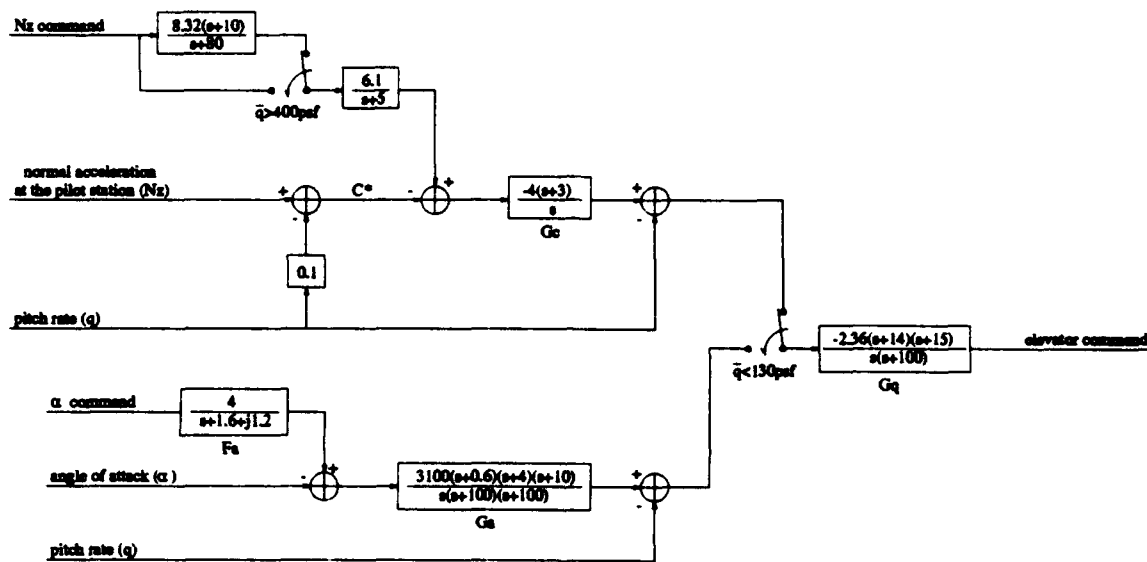 Nz command
8.32(s+10)
s+80
6.1
s+5
q̄>400psf
normal acceleration
at the pilot station (Nz)
+
-
C*
-
+
-4(s+3)
s
Gc
+
-
0.1
pitch rate (q)
q̄<130psf
-2.36(s+14)(s+15)
s(s+100)
Gq
elevator command
α command
4
s+1.6+j1.2
Fa
angle of attack (α)
-
+
3100(s+0.6)(s+4)(s+10)
s(s+100)(s+100)
Ga
+
-
pitch rate (q)